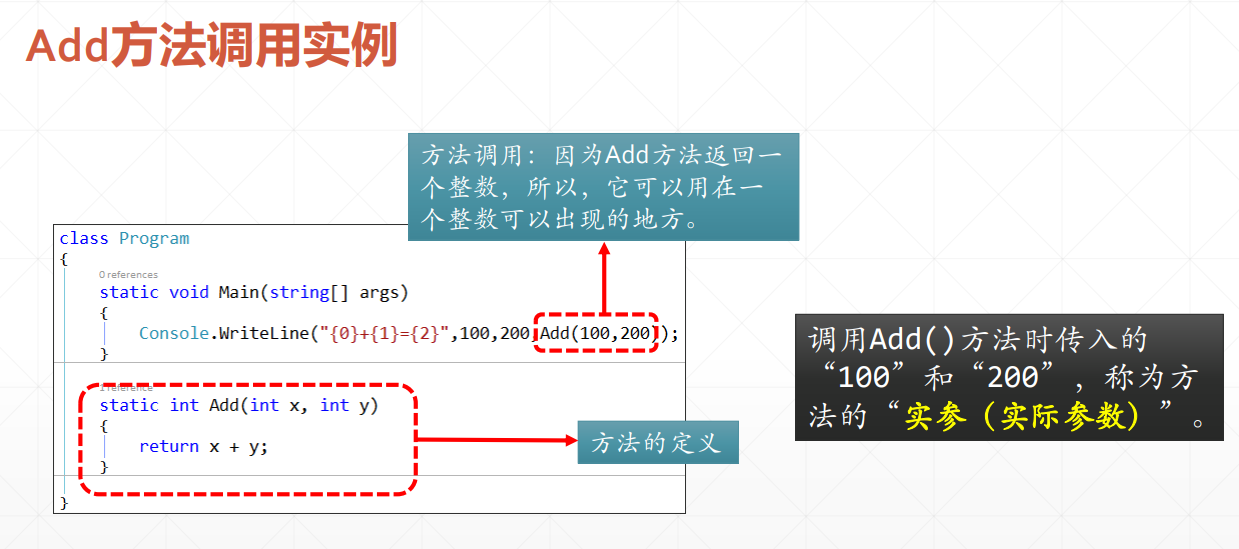 Add方法调用实例
方法调用：因为Add方法返回一
个整数，所以，它可以用在一
个整数可以出现的地方。
class Program
{
0 references
static void Main(string[] args)
{
Console.WriteLine("{0}+{1}={2}",100,200,Add(100,200));
}
1 reference
static int Add(int x, int y)
{
return x + y;
}
}
方法的定义
调用Add()方法时传入的
“100”和“200”，称为方
法的“实参（实际参数）”。